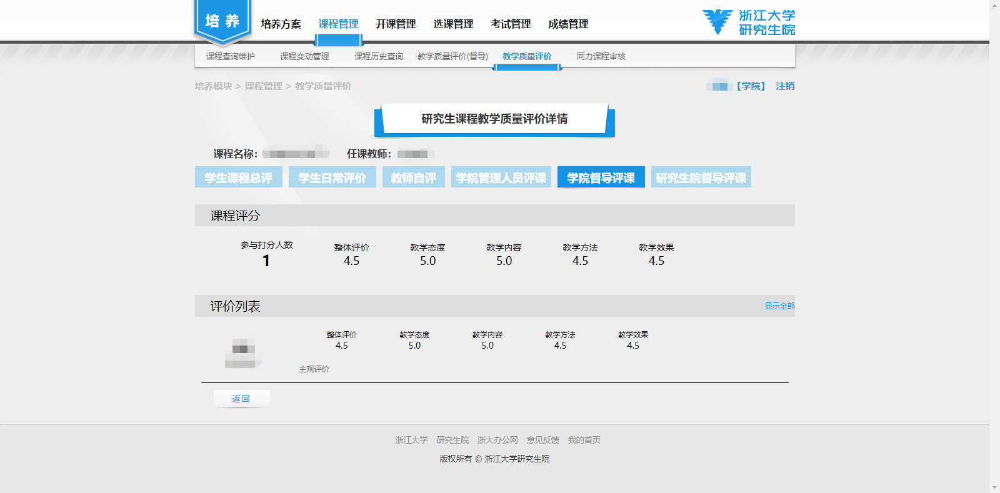 培养
培养方案 课程管理 开课管理 选课管理 考试管理 成绩管理
浙江大学
研究生院
课程查询维护 课程变动管理 课程历史查询 教学质量评价(督导) 教学质量评价 同力课程审核
培养模块 > 课程管理 > 教学质量评价
【学院】 注销
研究生课程教学质量评价详情
课程名称： 任课教师：
学生课程总评 学生日常评价 教师自评 学院管理人员评课 学院督导评课 研究生院督导评课
课程评分
参与打分人数 整体评价 教学态度 教学内容 教学方法 教学效果
1 4.5 5.0 5.0 4.5 4.5
评价列表 显示全部
整体评价 教学态度 教学内容 教学方法 教学效果
4.5 5.0 5.0 4.5 4.5
主观评价
返回
浙江大学 研究生院 浙大办公网 意见反馈 我的首页
版权所有 © 浙江大学研究生院